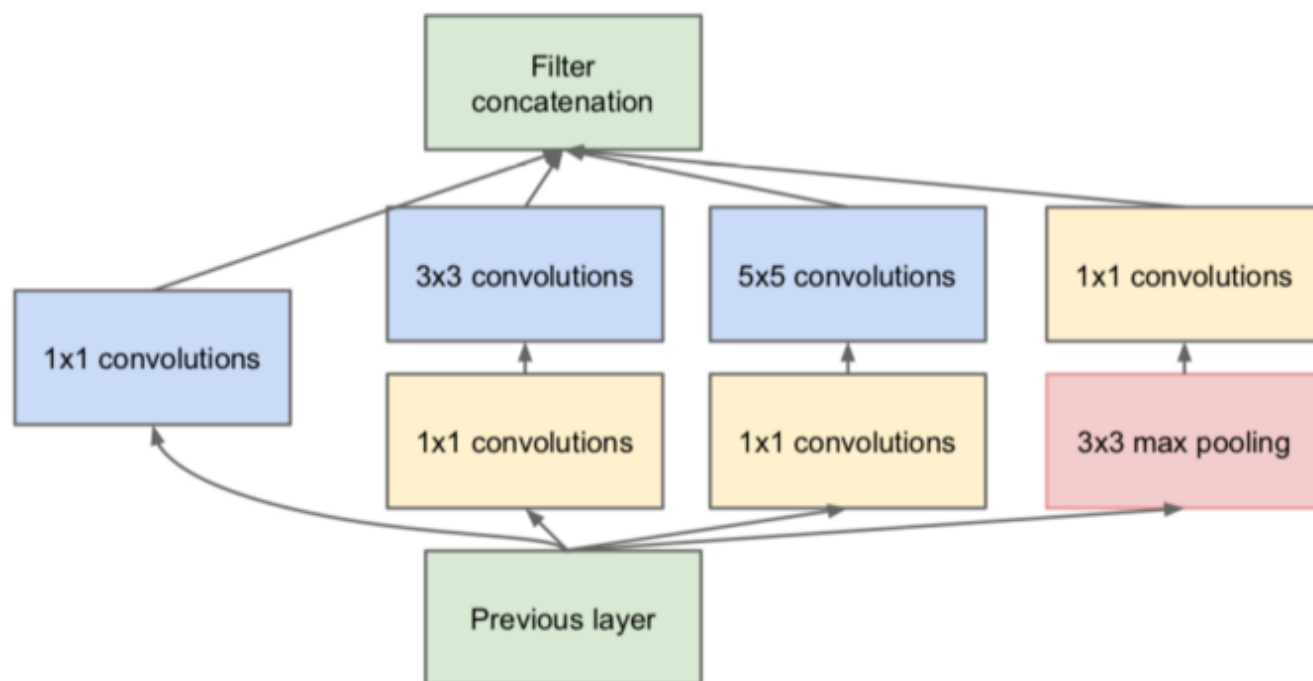 Filter
concatenation
3x3 convolutions
5x5 convolutions
1x1 convolutions
1x1 convolutions
1x1 convolutions
1x1 convolutions
3x3 max pooling
Previous layer